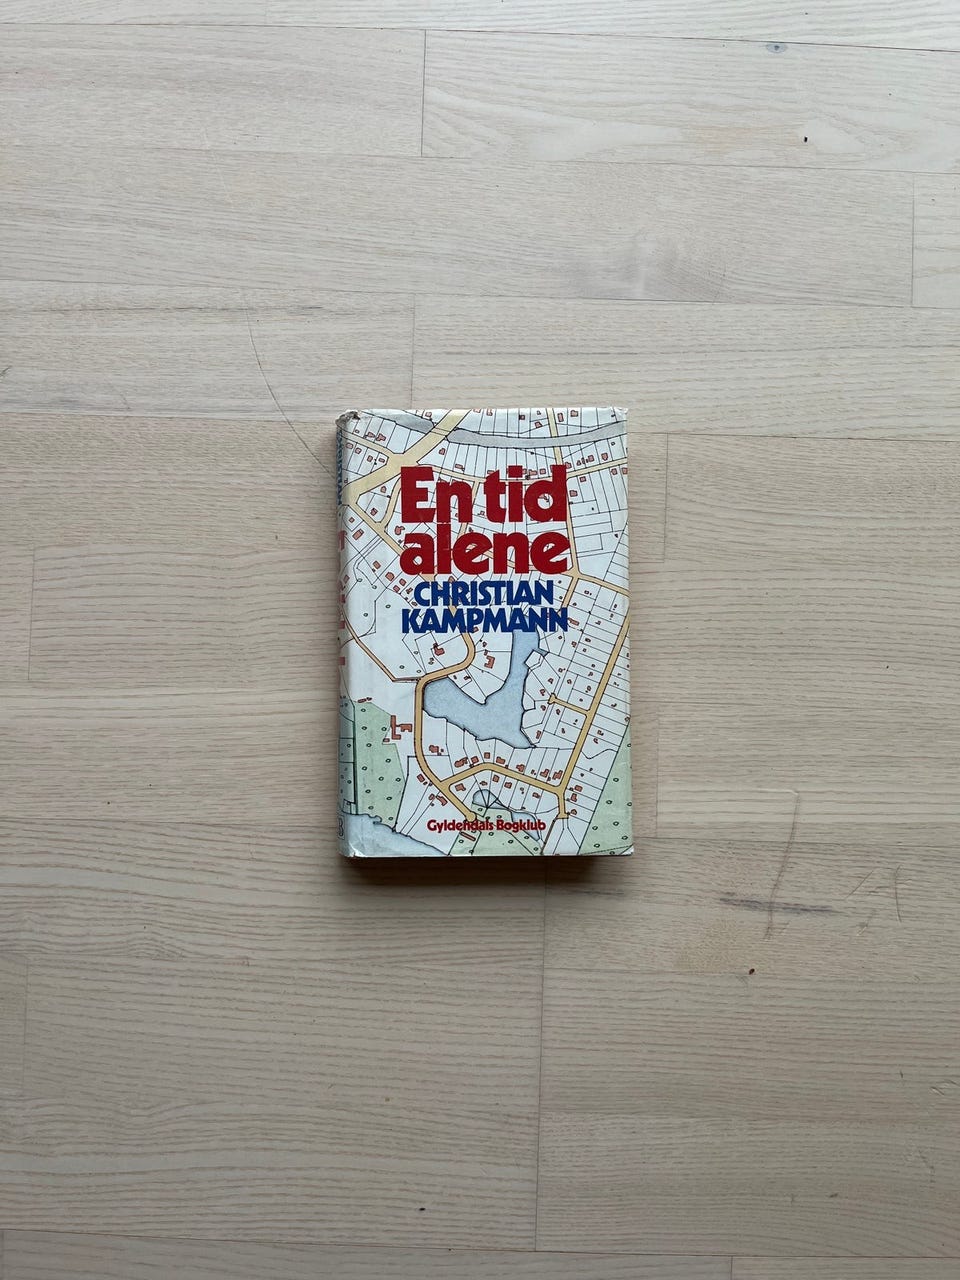 En tid
alene
CHRISTIAN
KAMPMANN
Gyldendals Bogklub